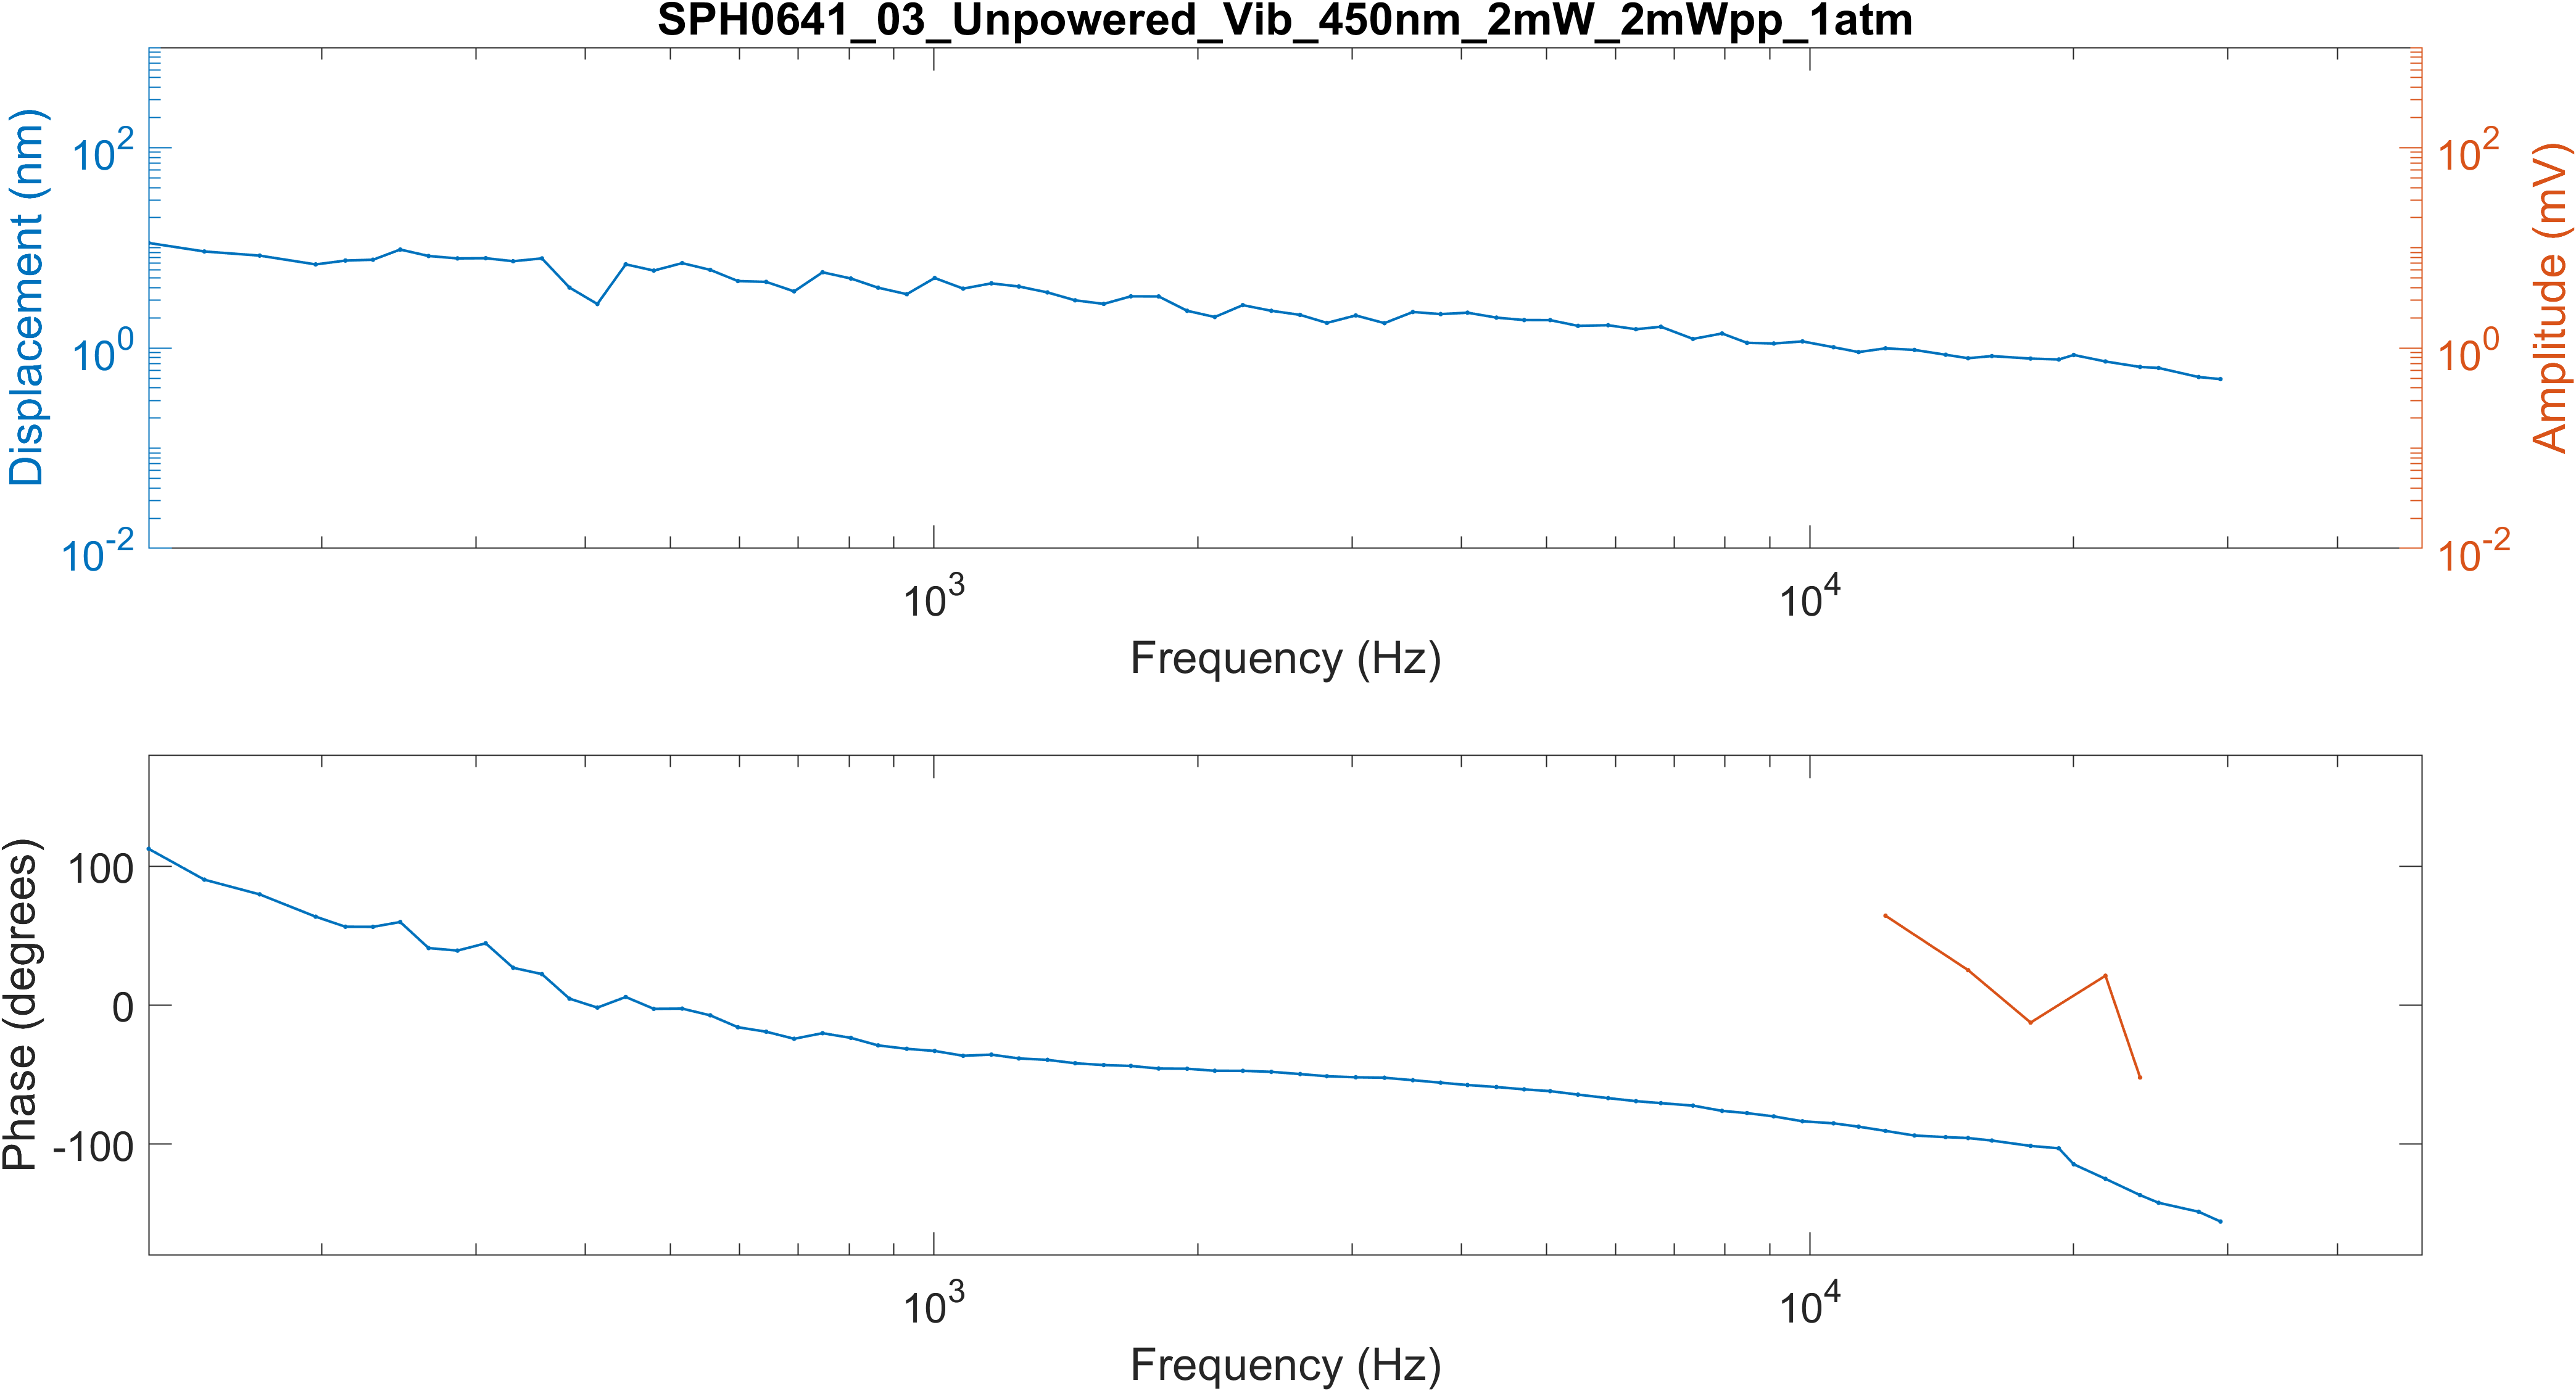 SPH0641_03_Unpowered_Vib_450nm_2mW_2mWpp_1atm
Displacement (nm)
10^2
10^0
10^-2
Amplitude (mV)
10^2
10^0
10^-2
10^3
10^4
Frequency (Hz)
Phase (degrees)
100
0
-100
10^3
10^4
Frequency (Hz)